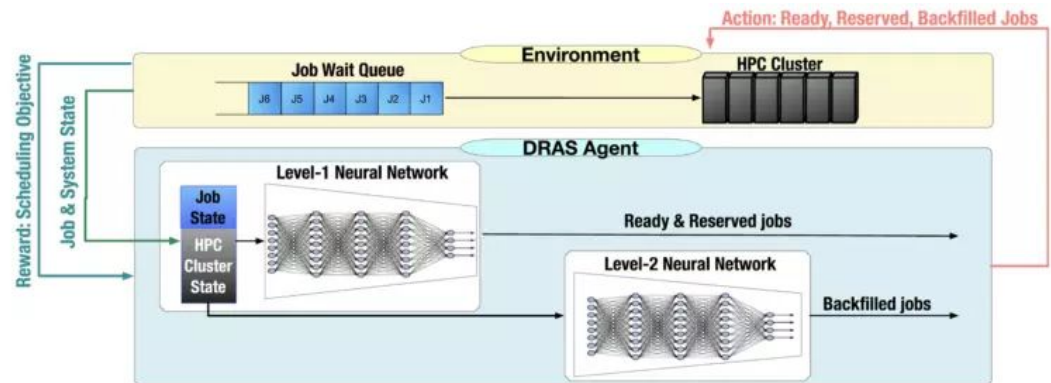 Action: Ready, Reserved, Backfilled Jobs
Environment
Job Wait Queue
HPC Cluster
J6 J5 J4 J3 J2 J1
Reward: Scheduling Objective
Job & System State
DRAS Agent
Level-1 Neural Network
Job
State
HPC
Cluster
State
Ready & Reserved jobs
Level-2 Neural Network
Backfilled jobs